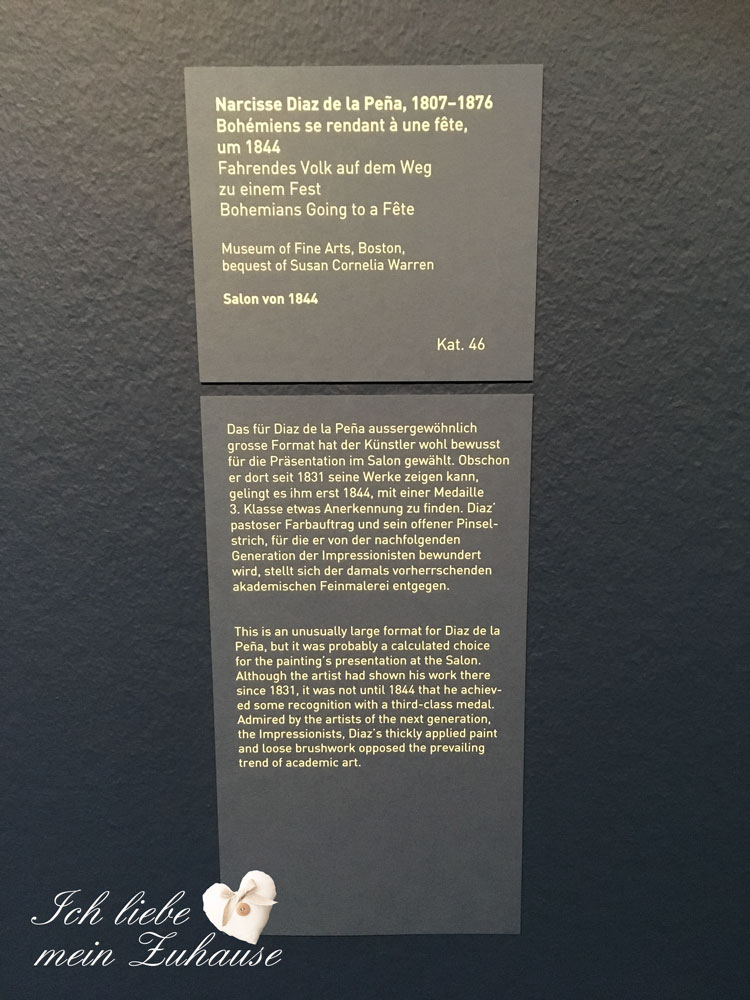 Narcisse Diaz de la Peña, 1807–1876
Bohémiens se rendant à une fête,
um 1844
Fahrendes Volk auf dem Weg
zu einem Fest
Bohemians Going to a Fête
Museum of Fine Arts, Boston,
bequest of Susan Cornelia Warren
Salon von 1844
Kat. 46
Das für Diaz de la Peña aussergewöhnlich
grosse Format hat der Künstler wohl bewusst
für die Präsentation im Salon gewählt. Obschon
er dort seit 1831 seine Werke zeigen kann,
gelingt es ihm erst 1844, mit einer Medaille
3. Klasse etwas Anerkennung zu finden. Diaz’
pastoser Farbauftrag und sein offener Pinsel-
strich, für die er von der nachfolgenden
Generation der Impressionisten bewundert
wird, stellt sich der damals vorherrschenden
akademischen Feinmalerei entgegen.
This is an unusually large format for Diaz de la
Peña, but it was probably a calculated choice
for the painting’s presentation at the Salon.
Although the artist had shown his work there
since 1831, it was not until 1844 that he achiev-
ed some recognition with a third-class medal.
Admired by the artists of the next generation,
the Impressionists, Diaz’s thickly applied paint
and loose brushwork opposed the prevailing
trend of academic art.
Ich liebe
mein Zuhause